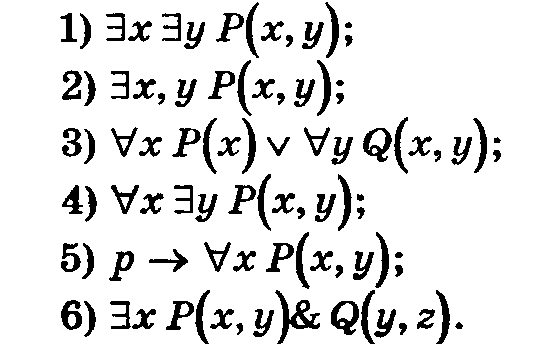 1) ∃x ∃y P(x, y);
2) ∃x, y P(x, y);
3) ∀x P(x) ∨ ∀y Q(x, y);
4) ∀x ∃y P(x, y);
5) p → ∀x P(x, y);
6) ∃x P(x, y)& Q(y, z).